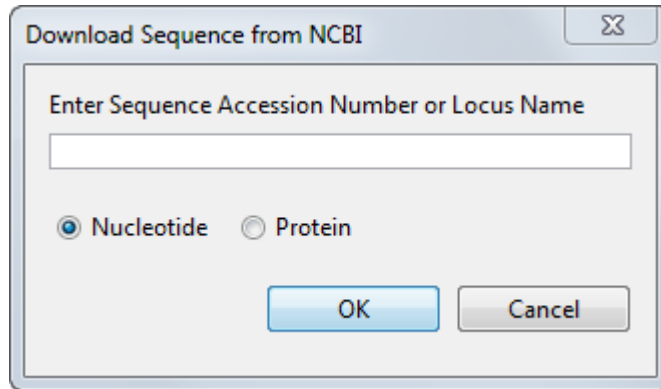 Download Sequence from NCBI
Enter Sequence Accession Number or Locus Name
Nucleotide Protein
OK Cancel